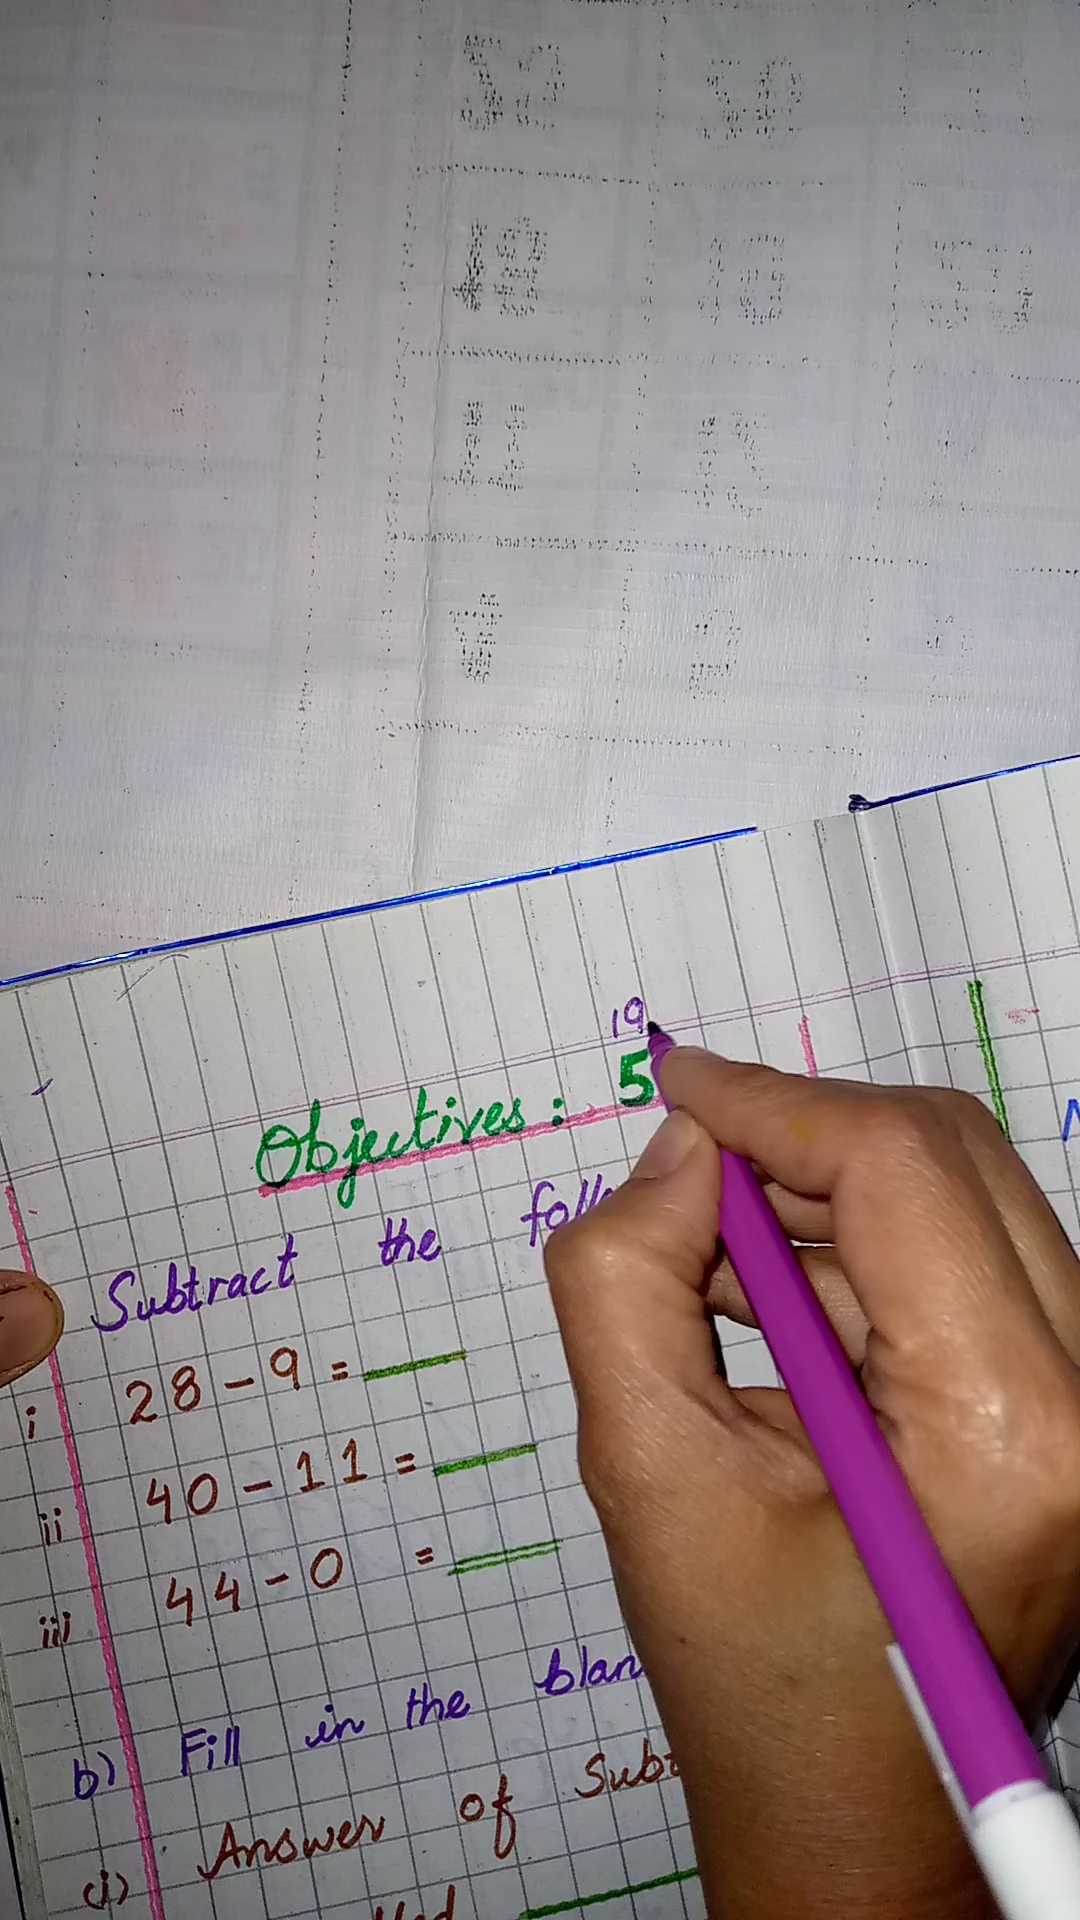 19
Objectives: 5
Subtract the foll
i 28 - 9 =
ii 40 - 11 =
iii 44 - 0 =
b) Fill in the blan
(i) Answer of Subt